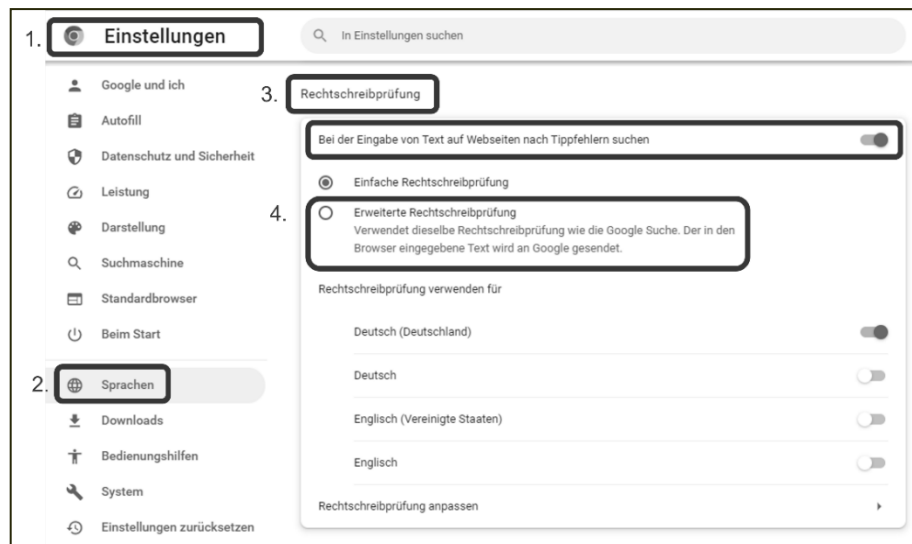 1. Einstellungen
In Einstellungen suchen
Google und ich
Autofill
Datenschutz und Sicherheit
Leistung
Darstellung
Suchmaschine
Standardbrowser
Beim Start
2. Sprachen
Downloads
Bedienungshilfen
System
Einstellungen zurücksetzen
3. Rechtschreibprüfung
Bei der Eingabe von Text auf Webseiten nach Tippfehlern suchen
Einfache Rechtschreibprüfung
4. Erweiterte Rechtschreibprüfung
Verwendet dieselbe Rechtschreibprüfung wie die Google Suche. Der in den
Browser eingegebene Text wird an Google gesendet.
Rechtschreibprüfung verwenden für
Deutsch (Deutschland)
Deutsch
Englisch (Vereinigte Staaten)
Englisch
Rechtschreibprüfung anpassen